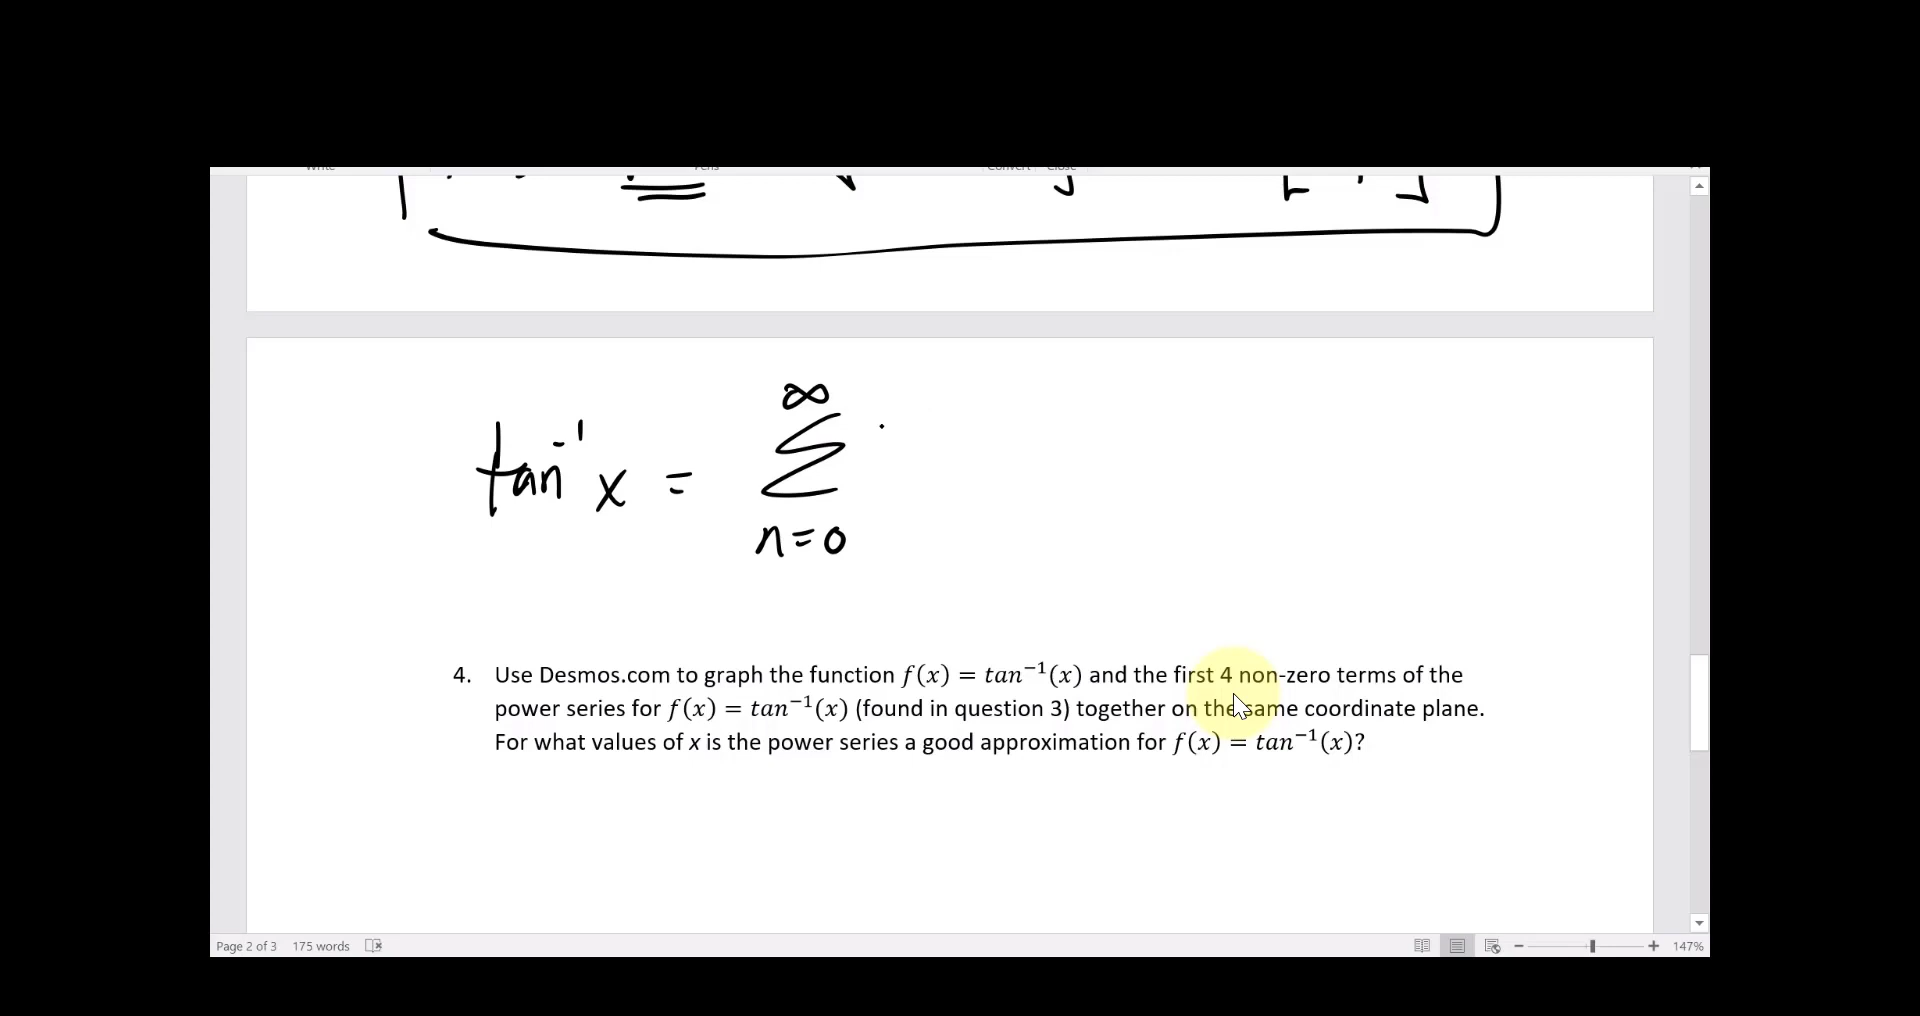 tan⁻¹ x = ∞ Σ n=0
4. Use Desmos.com to graph the function f(x) = tan⁻¹(x) and the first 4 non-zero terms of the
power series for f(x) = tan⁻¹(x) (found in question 3) together on the same coordinate plane.
For what values of x is the power series a good approximation for f(x) = tan⁻¹(x)?
Page 2 of 3 175 words 147%